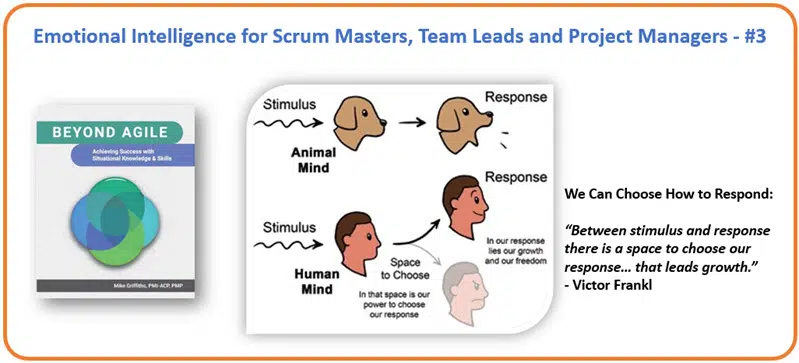 Emotional Intelligence for Scrum Masters, Team Leads and Project Managers - #3
BEYOND AGILE
Achieving Success with
Situational Knowledge & Skills
Mike Griffiths, PMI-ACP, PMP
Stimulus
Response
Animal
Mind
Response
Stimulus
Human
Mind
Space
to Choose
In that space is our
power to choose
our response
In our response
lies our growth
and our freedom
We Can Choose How to Respond:
“Between stimulus and response
there is a space to choose our
response... that leads growth.”
- Victor Frankl